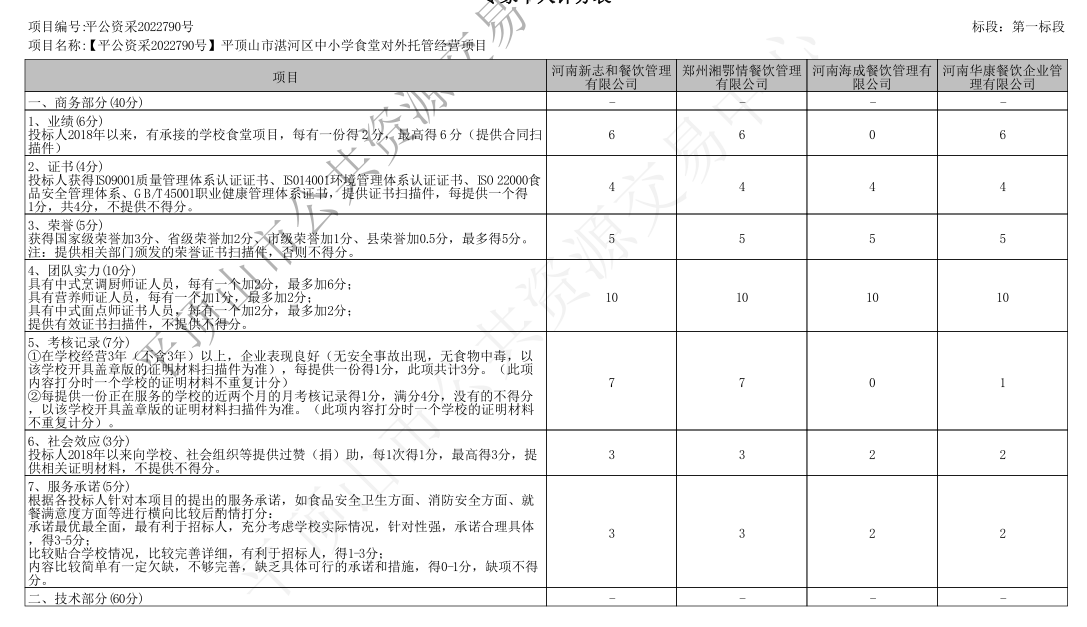 项目编号:平公资采2022790号
标段: 第一标段
项目名称:【平公资采2022790号】平顶山市湛河区中小学食堂对外托管经营项目
项目 河南新志和餐饮管理有限公司 郑州湘鄂情餐饮管理有限公司 河南海成餐饮管理有限公司 河南华康餐饮企业管理有限公司
一、商务部分(40分) - - - -
1、业绩(6分)
投标人2018年以来，有承接的学校食堂项目，每有一份得２分，最高得６分（提供合同扫
描件）
6 6 0 6
2、证书(4分)
投标人获得ISO9001质量管理体系认证证书、ISO14001环境管理体系认证证书、ISO 22000食
品安全管理体系、GB/T45001职业健康管理体系证书，提供证书扫描件，每提供一个得
1分，共4分，不提供不得分。
4 4 4 4
3、荣誉(5分)
获得国家级荣誉加3分、省级荣誉加2分、市级荣誉加1分、县荣誉加0.5分，最多得5分。
注：提供相关部门颁发的荣誉证书扫描件，否则不得分。
5 5 5 5
4、团队实力(10分)
具有中式烹调厨师证人员，每有一个加2分，最多加6分；
具有营养师证人员，每有一个加1分，最多加2分；
具有中式面点师证书人员，每有一个加2分，最多加2分；
提供有效证书扫描件，不提供不得分。
10 10 10 10
5、考核记录(7分)
①在学校经营3年（不含3年）以上，企业表现良好（无安全事故出现，无食物中毒，以
该学校开具盖章版的证明材料扫描件为准），每提供一份得1分，此项共计3分。（此项
内容打分时一个学校的证明材料不重复计分）
②每提供一份正在服务的学校的近两个月的月考核记录得1分，满分4分，没有的不得分
，以该学校开具盖章版的证明材料扫描件为准。（此项内容打分时一个学校的证明材料
不重复计分）。
7 7 0 1
6、社会效应(3分)
投标人2018年以来向学校、社会组织等提供过赞（捐）助，每1次得1分，最高得3分，提
供相关证明材料，不提供不得分。
3 3 2 2
7、服务承诺(5分)
根据各投标人针对本项目的提出的服务承诺，如食品安全卫生方面、消防安全方面、就
餐满意度方面等进行横向比较后酌情打分：
承诺最优最全面，最有利于招标人，充分考虑学校实际情况，针对性强，承诺合理具体
，得3-5分；
比较贴合学校情况，比较完善详细，有利于招标人，得1-3分；
内容比较简单有一定欠缺，不够完善，缺乏具体可行的承诺和措施，得0-1分，缺项不得
分。
3 3 2 2
二、技术部分(60分) - - - -
平顶山市公共资源交易
平顶山市公共资源交易中心